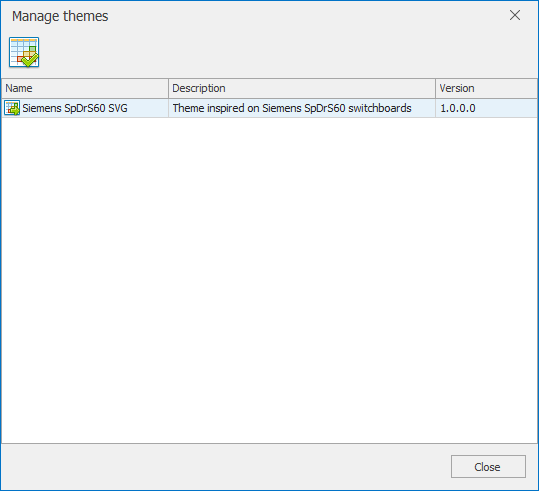 Manage themes
Name Description Version
Siemens SpDrS60 SVG Theme inspired on Siemens SpDrS60 switchboards 1.0.0.0
Close